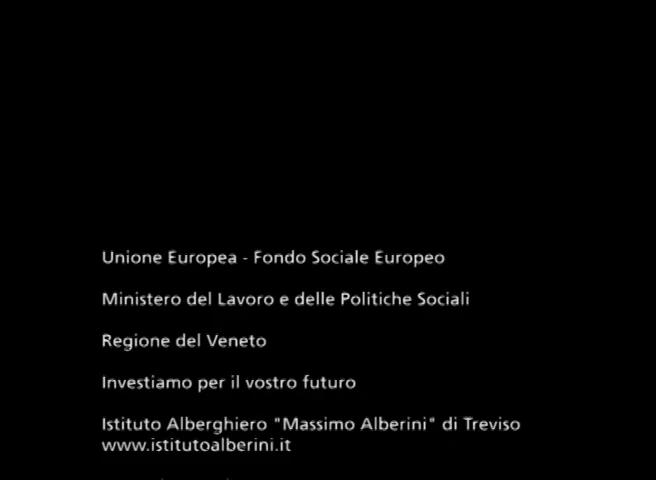 Unione Europea - Fondo Sociale Europeo
Ministero del Lavoro e delle Politiche Sociali
Regione del Veneto
Investiamo per il vostro futuro
Istituto Alberghiero "Massimo Alberini" di Treviso
www.istitutoalberini.it